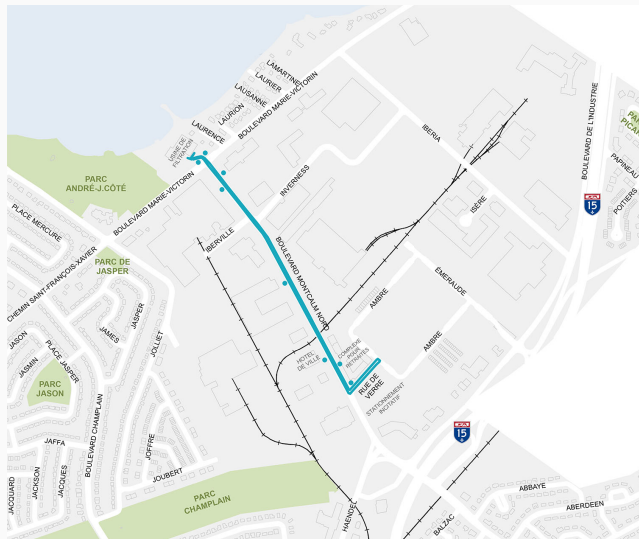 LAMARTINE
LAURIER
LAUSANNE
LAURION
LAURENCE
BOULEVARD MARIE-VICTORIN
USINE DE
FILTRATION
IBERIA
BOULEVARD DE L'INDUSTRIE
PAPINEAU
POITIERS
15
PARC
ANDRÉ-J.CÔTÉ
BOULEVARD MARIE-VICTORIN
INVERNESS
IBERVILLE
ISÈRE
PLACE MERCURE
CHEMIN SAINT-FRANÇOIS-XAVIER
PARC DE
JASPER
BOULEVARD MONTCALM NORD
ÉMERAUDE
AMBRE
AMBRE
JASON
JASMIN
PLACE JASPER
JAMES
JASPER
JOLLIET
PARC
JASON
HÔTEL
DE VILLE
COMPLEXE
POUR
RETRAITÉS
RUE DE
VERRE
STATIONNEMENT
INCITATIF
15
BOULEVARD CHAMPLAIN
JAFFA
JOFFRE
JOUBERT
JACQUARD
JACKSON
JACQUES
PARC
CHAMPLAIN
HAENDEL
BALZAC
ABBAYE
ABERDEEN